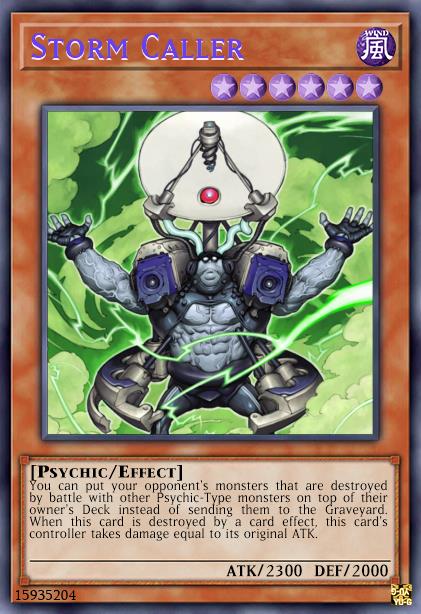 Storm Caller
WIND
風
[Psychic/Effect]
You can put your opponent's monsters that are destroyed
by battle with other Psychic-Type monsters on top of their
owner's Deck instead of sending them to the Graveyard.
When this card is destroyed by a card effect, this card's
controller takes damage equal to its original ATK.
ATK/2300 DEF/2000
15935204